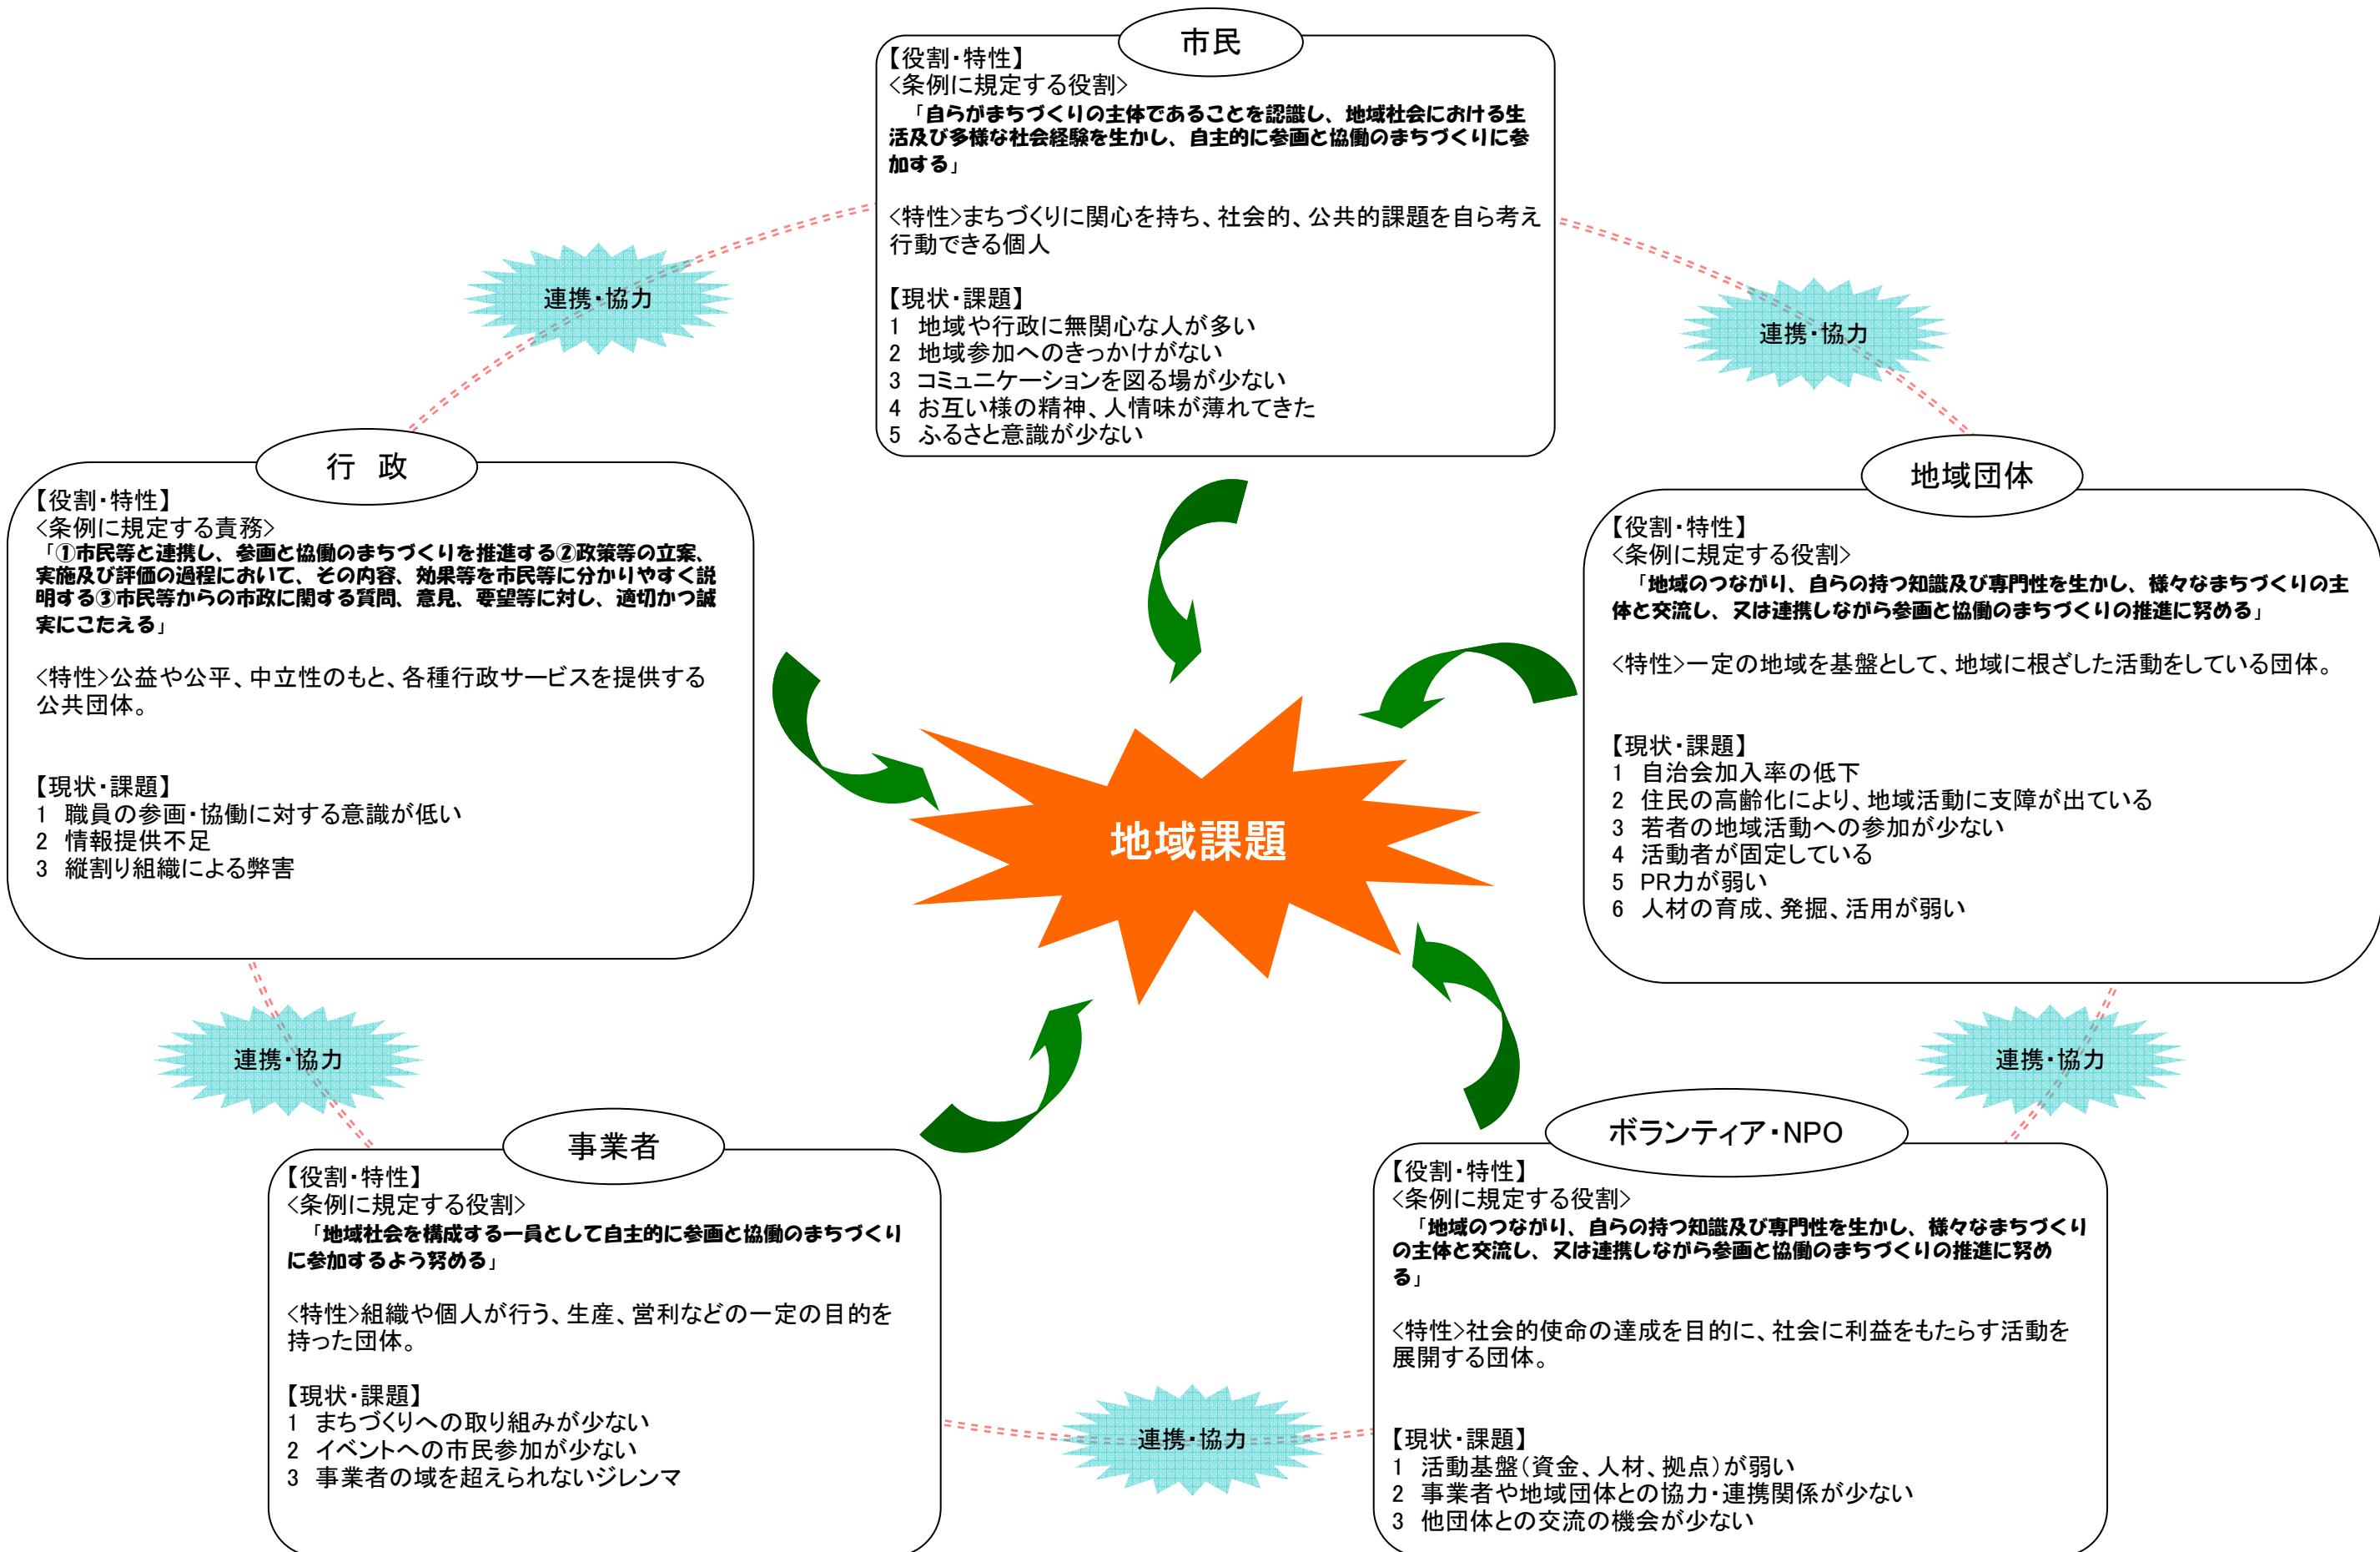 市民
【役割・特性】
<条例に規定する役割>
「自らがまちづくりの主体であることを認識し、地域社会における生
活及び多様な社会経験を生かし、自主的に参画と協働のまちづくりに参
加する」
<特性>まちづくりに関心を持ち、社会的、公共的課題を自ら考え
行動できる個人
【現状・課題】
1 地域や行政に無関心な人が多い
2 地域参加へのきっかけがない
3 コミュニケーションを図る場が少ない
4 お互い様の精神、人情味が薄れてきた
5 ふるさと意識が少ない
連携・協力
連携・協力
行 政
【役割・特性】
<条例に規定する責務>
「①市民等と連携し、参画と協働のまちづくりを推進する②政策等の立案、
実施及び評価の過程において、その内容、効果等を市民等に分かりやすく説
明する③市民等からの市政に関する質問、意見、要望等に対し、適切かつ誠
実にこたえる」
<特性>公益や公平、中立性のもと、各種行政サービスを提供する
公共団体。
【現状・課題】
1 職員の参画・協働に対する意識が低い
2 情報提供不足
3 縦割り組織による弊害
地域団体
【役割・特性】
<条例に規定する役割>
「地域のつながり、自らの持つ知識及び専門性を生かし、様々なまちづくりの主
体と交流し、又は連携しながら参画と協働のまちづくりの推進に努める」
<特性>一定の地域を基盤として、地域に根ざした活動をしている団体。
【現状・課題】
1 自治会加入率の低下
2 住民の高齢化により、地域活動に支障が出ている
3 若者の地域活動への参加が少ない
4 活動者が固定している
5 PR力が弱い
6 人材の育成、発掘、活用が弱い
地域課題
連携・協力
連携・協力
事業者
【役割・特性】
<条例に規定する役割>
「地域社会を構成する一員として自主的に参画と協働のまちづくり
に参加するよう努める」
<特性>組織や個人が行う、生産、営利などの一定の目的を
持った団体。
【現状・課題】
1 まちづくりへの取り組みが少ない
2 イベントへの市民参加が少ない
3 事業者の域を超えられないジレンマ
連携・協力
ボランティア・NPO
【役割・特性】
<条例に規定する役割>
「地域のつながり、自らの持つ知識及び専門性を生かし、様々なまちづくり
の主体と交流し、又は連携しながら参画と協働のまちづくりの推進に努め
る」
<特性>社会的使命の達成を目的に、社会に利益をもたらす活動を
展開する団体。
【現状・課題】
1 活動基盤(資金、人材、拠点)が弱い
2 事業者や地域団体との協力・連携関係が少ない
3 他団体との交流の機会が少ない